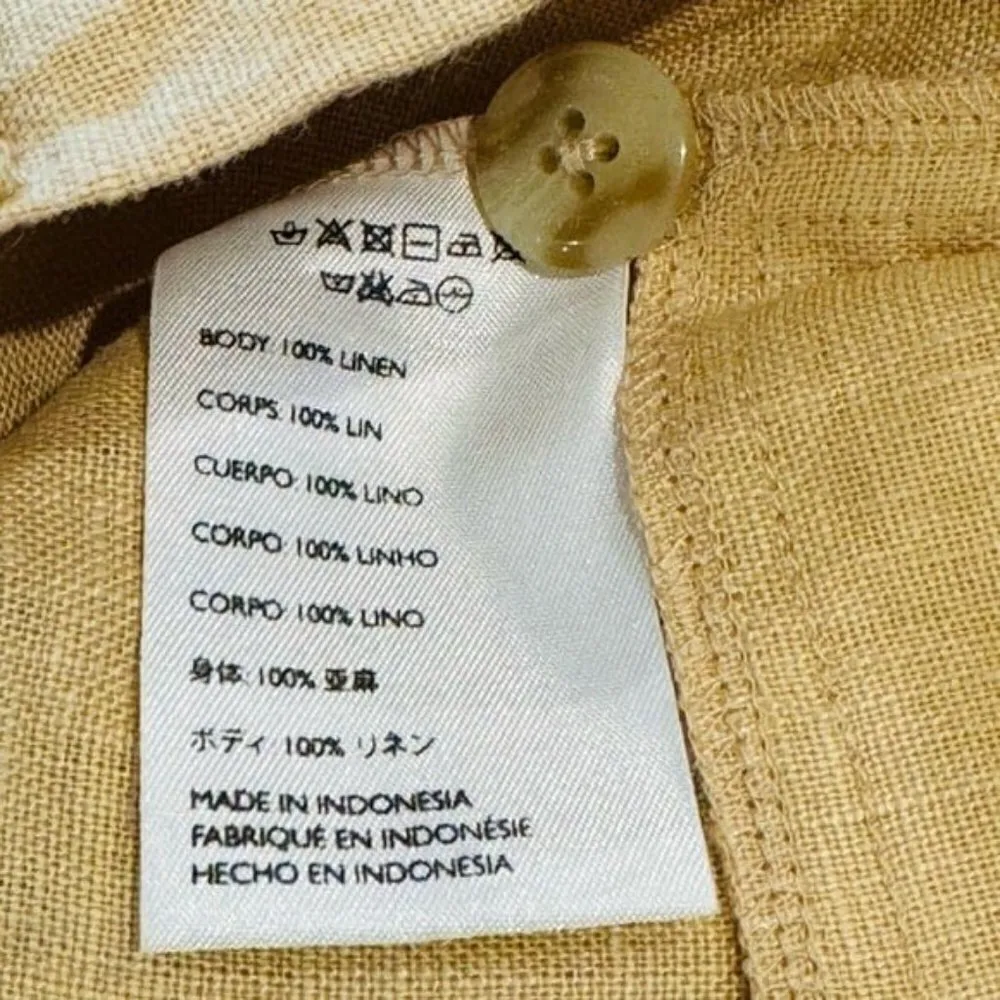 BODY: 100% LINEN
CORPS: 100% LIN
CUERPO: 100% LINO
CORPO: 100% LINHO
CORPO: 100% LINO
身体: 100% 亚麻
ボディ: 100% リネン
MADE IN INDONESIA
FABRIQUÉ EN INDONÉSIE
HECHO EN INDONESIA